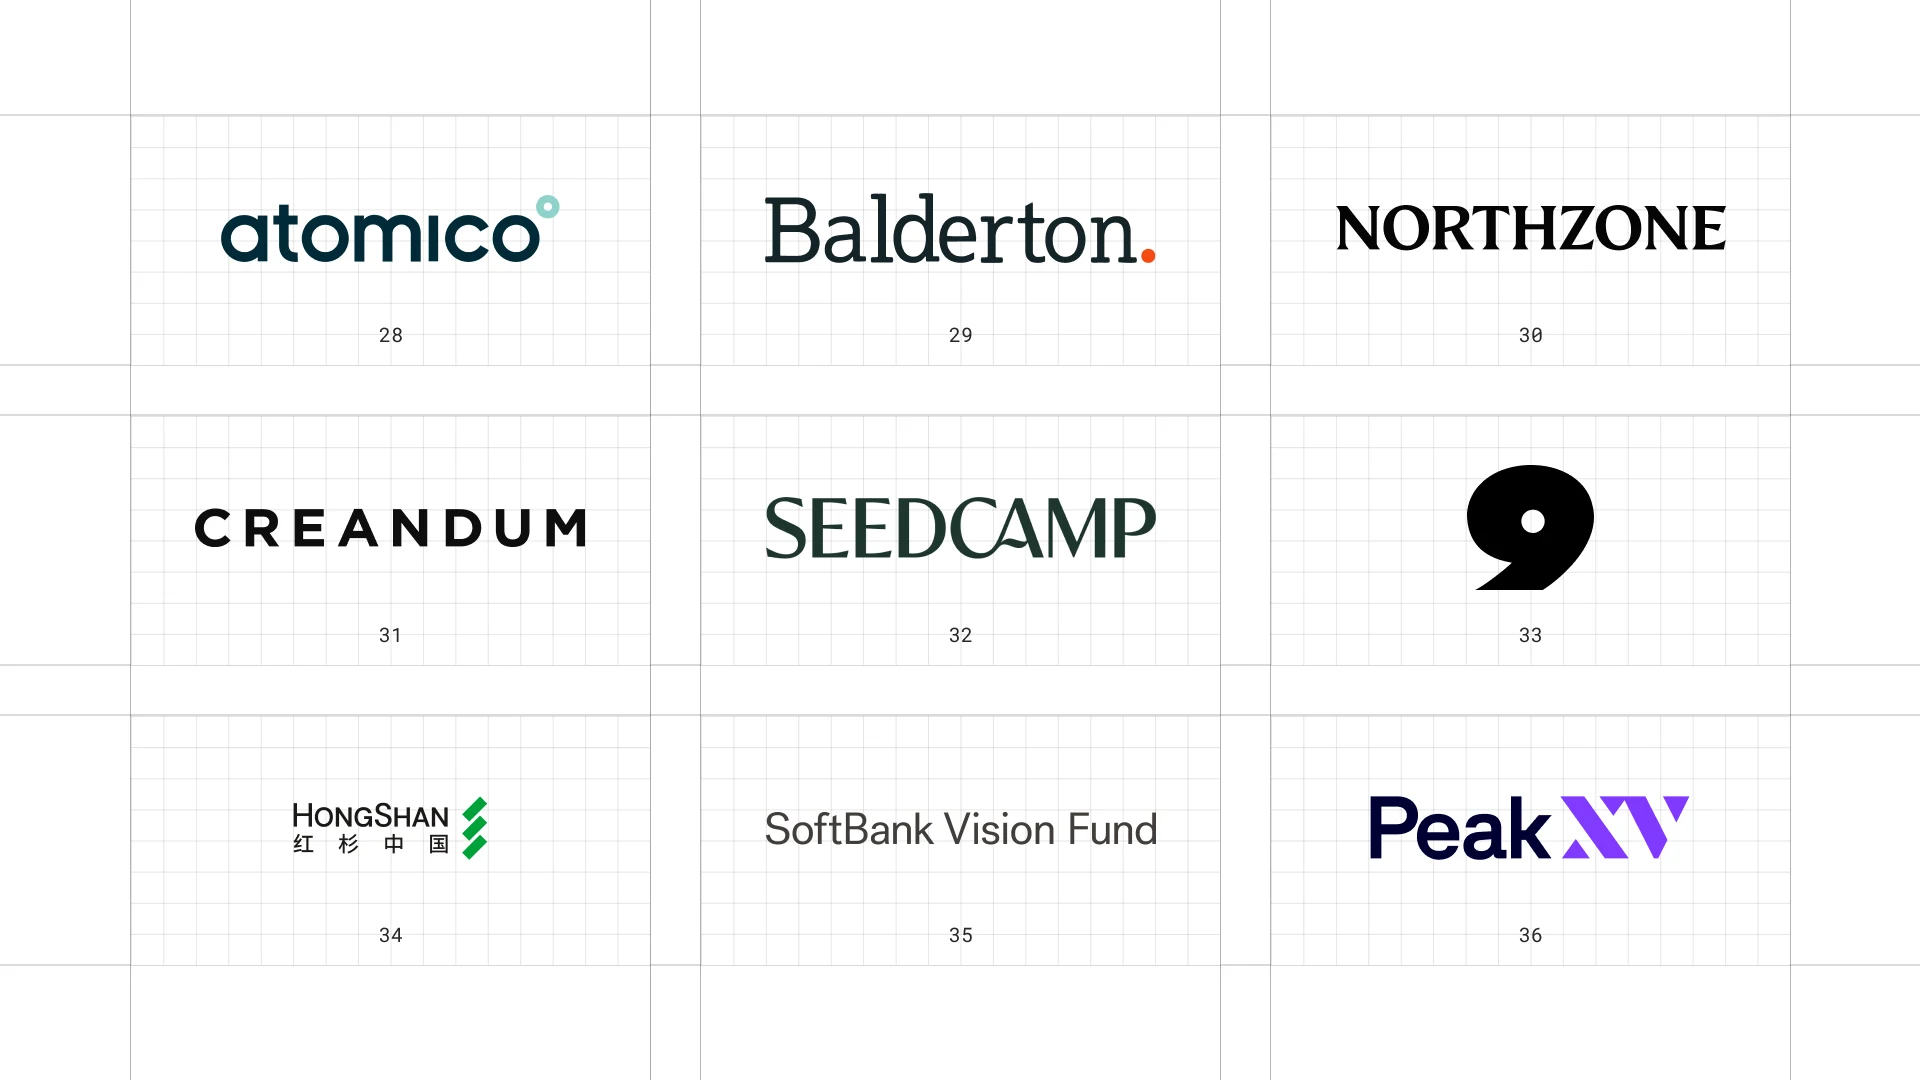 atomico
28
Balderton.
29
NORTHZONE
30
CREANDUM
31
SEEDCAMP
32
9
33
HONGSHAN
红杉中国
34
SoftBank Vision Fund
35
Peak XV
36